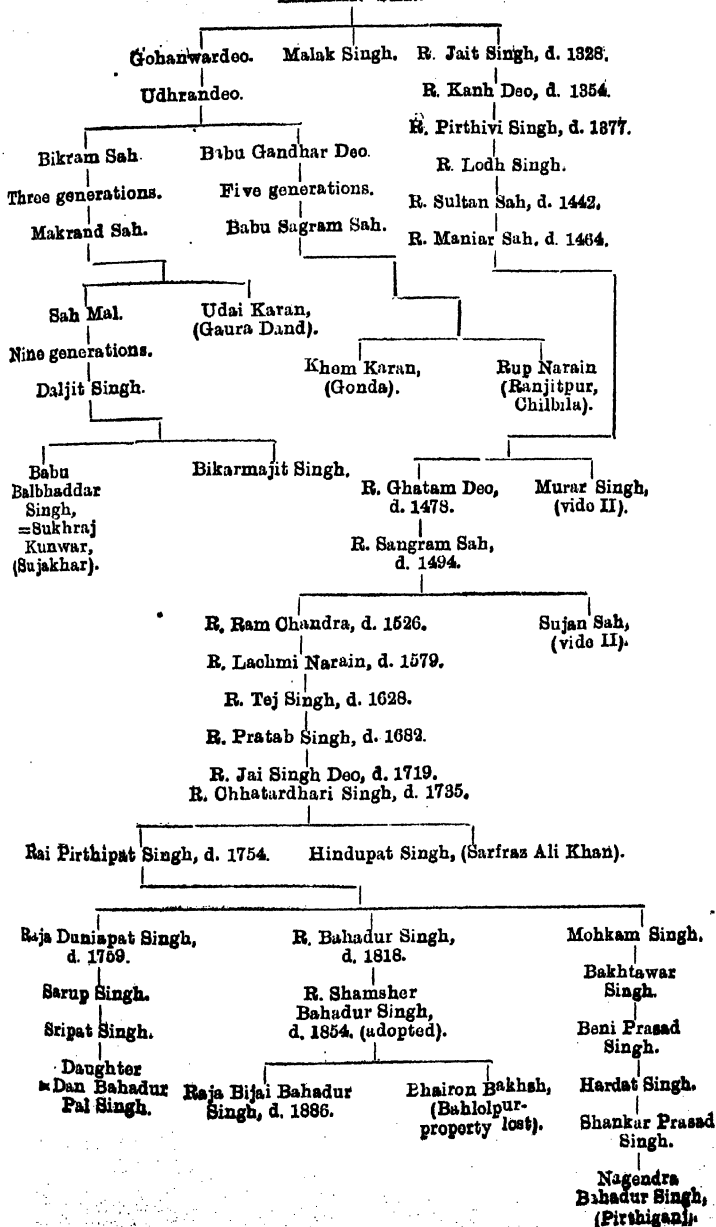 Gohanwardeo. Malak Singh. R. Jait Singh, d. 1328.
Udhrandeo. R. Kanh Deo, d. 1354.
R. Pirthivi Singh, d. 1377.
Bikram Sah. Babu Gandhar Deo.
R. Lodh Singh.
Three generations. Five generations.
R. Sultan Sah, d. 1442.
Makrand Sah. Babu Sagram Sah.
R. Maniar Sah, d. 1464.
Sah Mal. Udai Karan,
(Gaura Dand).
Nine generations.
Khem Karan, Rup Narain
(Gonda). (Ranjitpur,
Chilbila).
Daljit Singh.
Babu
Balbhaddar
Singh,
=Sukhraj
Kunwar,
(Sujakhar).
Bikarmajit Singh.
R. Ghatam Deo,
d. 1478.
Murar Singh,
(vide II).
R. Sangram Sah,
d. 1494.
R. Ram Chandra, d. 1526.
Sujan Sah,
(vide II).
R. Lachmi Narain, d. 1579.
R. Tej Singh, d. 1628.
R. Pratab Singh, d. 1682.
R. Jai Singh Deo, d. 1719.
R. Chhatardhari Singh, d. 1735.
Rai Pirthipat Singh, d. 1754. Hindupat Singh, (Sarfraz Ali Khan).
Raja Duniapat Singh,
d. 1759.
Sarup Singh.
Sripat Singh.
Daughter
=Dan Bahadur
Pal Singh.
R. Bahadur Singh,
d. 1818.
R. Shamsher
Bahadur Singh,
d. 1854. (adopted).
Raja Bijai Bahadur
Singh, d. 1886.
Bhairon Bakhsh,
(Bahlolpur-
property lost).
Mohkam Singh.
Bakhtawar
Singh.
Beni Prasad
Singh.
Hardat Singh.
Shankar Prasad
Singh.
Nagendra
Bahadur Singh,
(Pirthiganj).